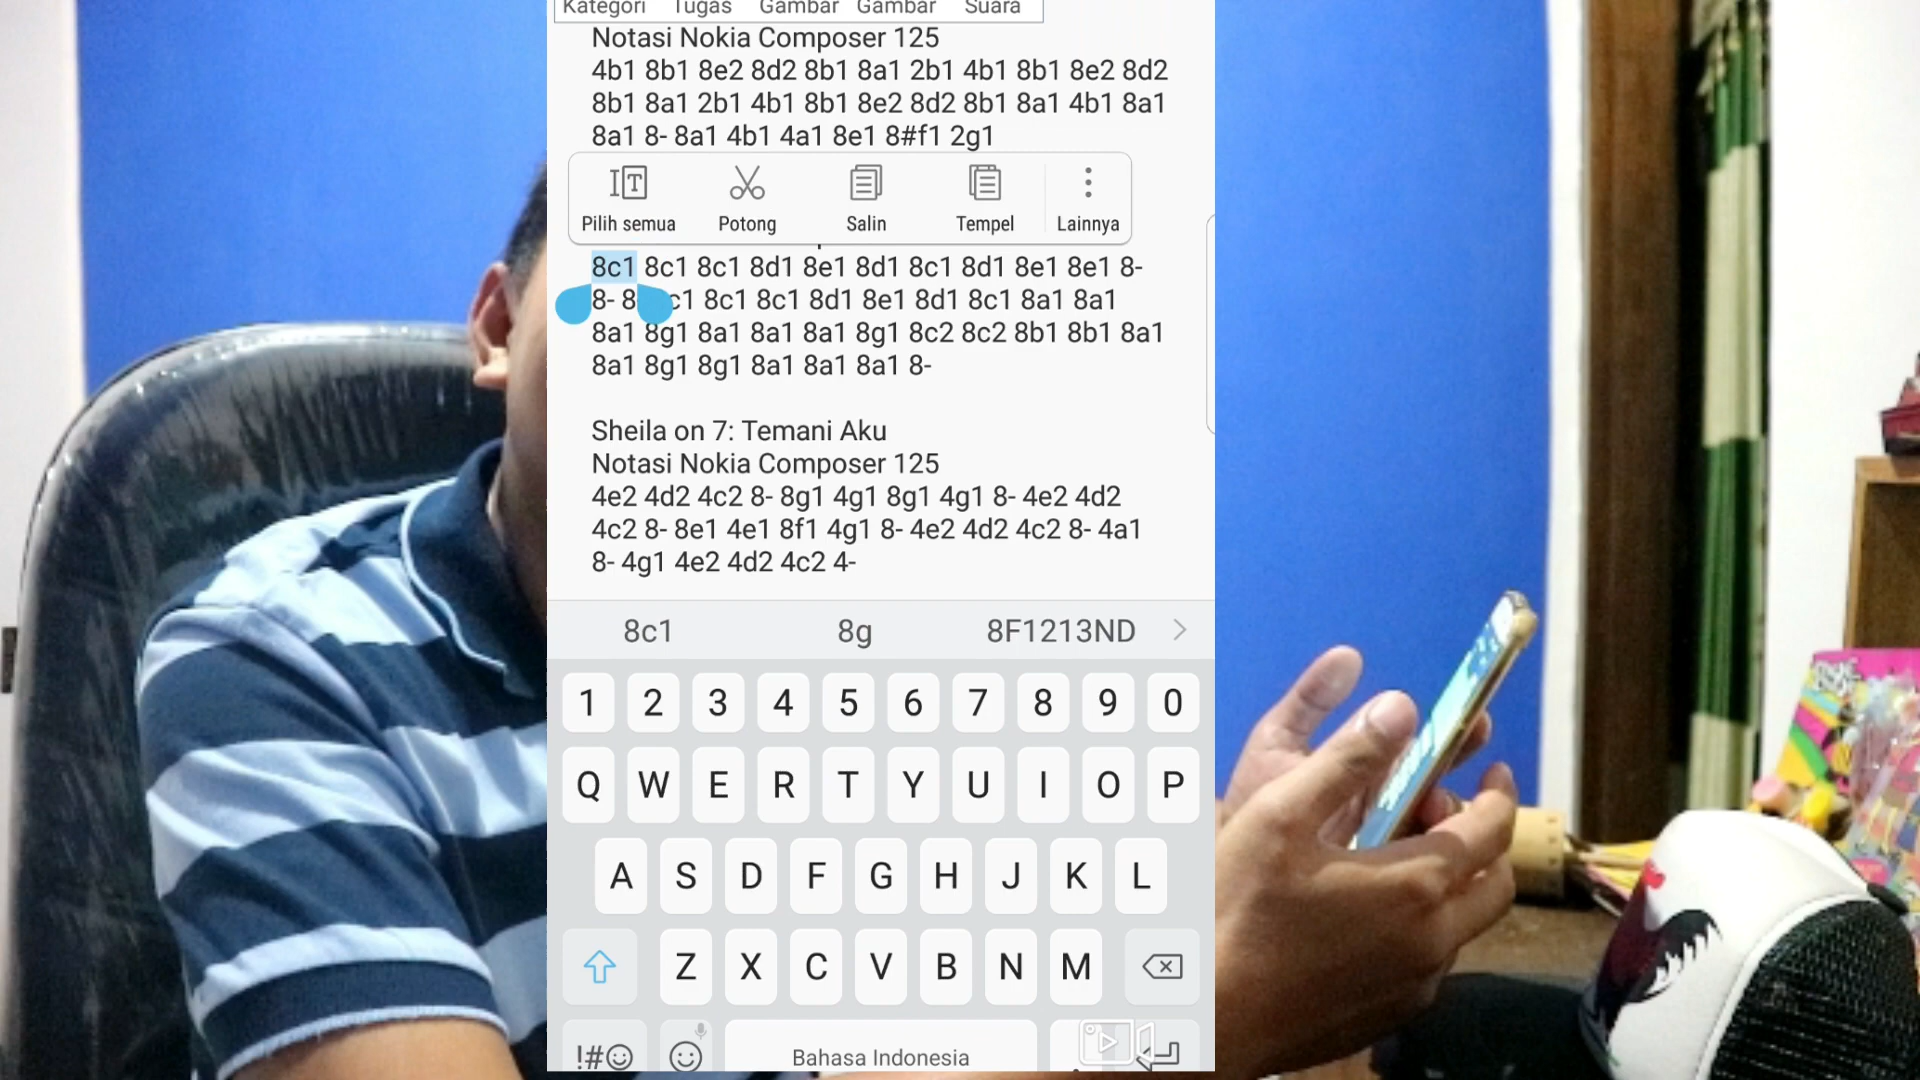 Kategori Tugas Gambar Gambar Suara
Notasi Nokia Composer 125
4b1 8b1 8e2 8d2 8b1 8a1 2b1 4b1 8b1 8e2 8d2
8b1 8a1 2b1 4b1 8b1 8e2 8d2 8b1 8a1 4b1 8a1
8a1 8- 8a1 4b1 4a1 8e1 8#f1 2g1
Pilih semua Potong Salin Tempel Lainnya
8c1 8c1 8c1 8d1 8e1 8d1 8c1 8d1 8e1 8e1 8-
8- 8 c1 8c1 8c1 8d1 8e1 8d1 8c1 8a1 8a1
8a1 8g1 8a1 8a1 8a1 8g1 8c2 8c2 8b1 8b1 8a1
8a1 8g1 8g1 8a1 8a1 8a1 8-
Sheila on 7: Temani Aku
Notasi Nokia Composer 125
4e2 4d2 4c2 8- 8g1 4g1 8g1 4g1 8- 4e2 4d2
4c2 8- 8e1 4e1 8f1 4g1 8- 4e2 4d2 4c2 8- 4a1
8- 4g1 4e2 4d2 4c2 4-
8c1 8g 8F1213ND
1 2 3 4 5 6 7 8 9 0
Q W E R T Y U I O P
A S D F G H J K L
Z X C V B N M
!#☺ Bahasa Indonesia .